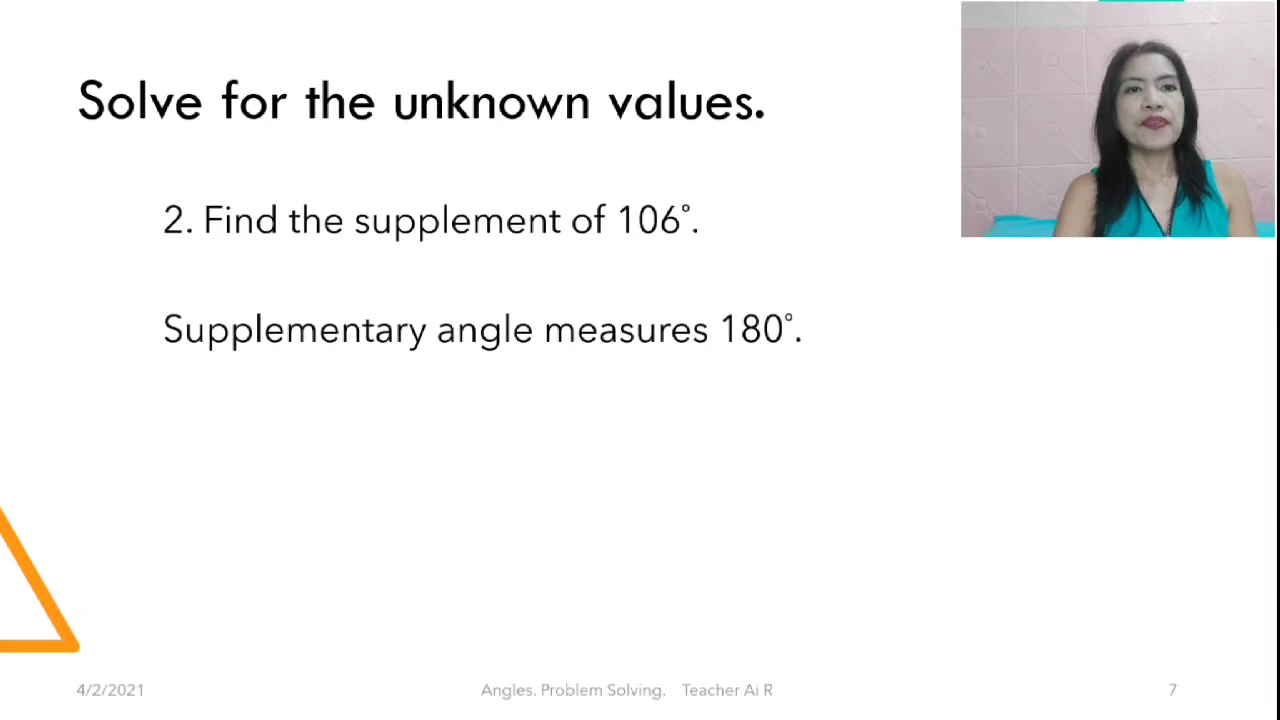 Solve for the unknown values.
2. Find the supplement of 106°.
Supplementary angle measures 180°.
4/2/2021
Angles. Problem Solving. Teacher Ai R
7